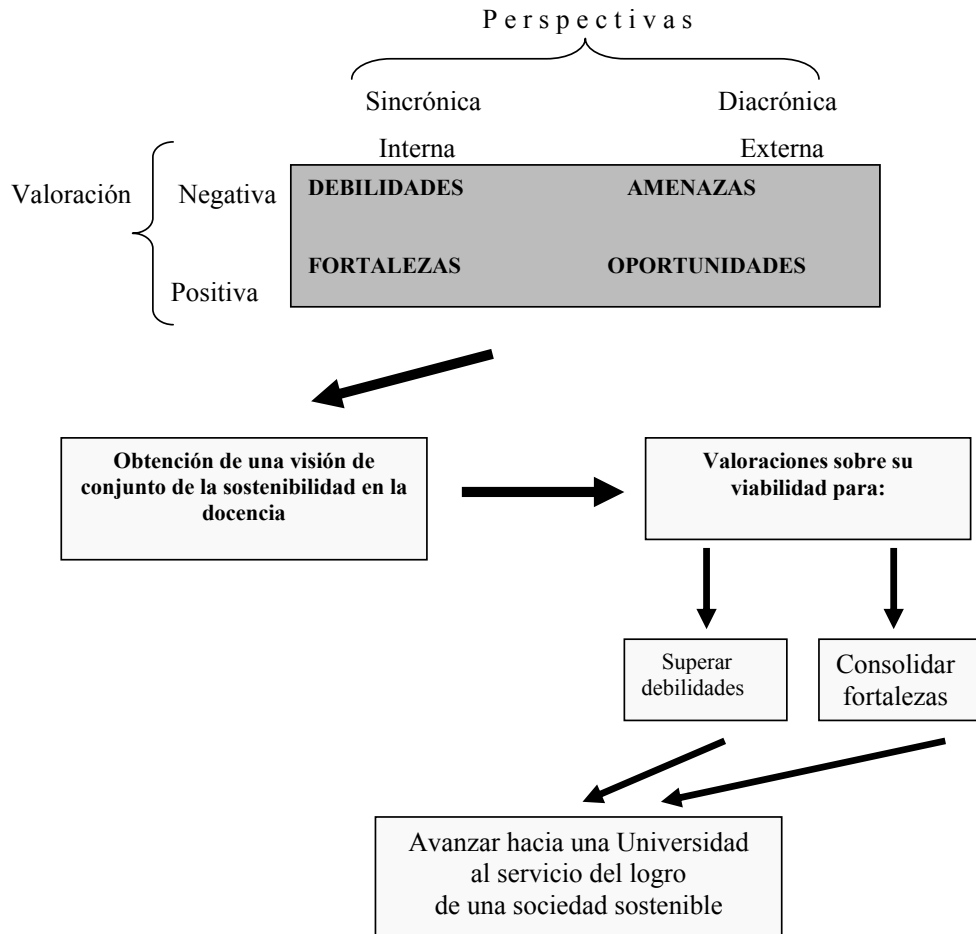 Perspectivas
Sincrónica Diacrónica
Interna Externa
Valoración Negativa DEBILIDADES AMENAZAS
FORTALEZAS OPORTUNIDADES
Positiva
Obtención de una visión de
conjunto de la sostenibilidad en la
docencia
Valoraciones sobre su
viabilidad para:
Superar
debilidades
Consolidar
fortalezas
Avanzar hacia una Universidad
al servicio del logro
de una sociedad sostenible